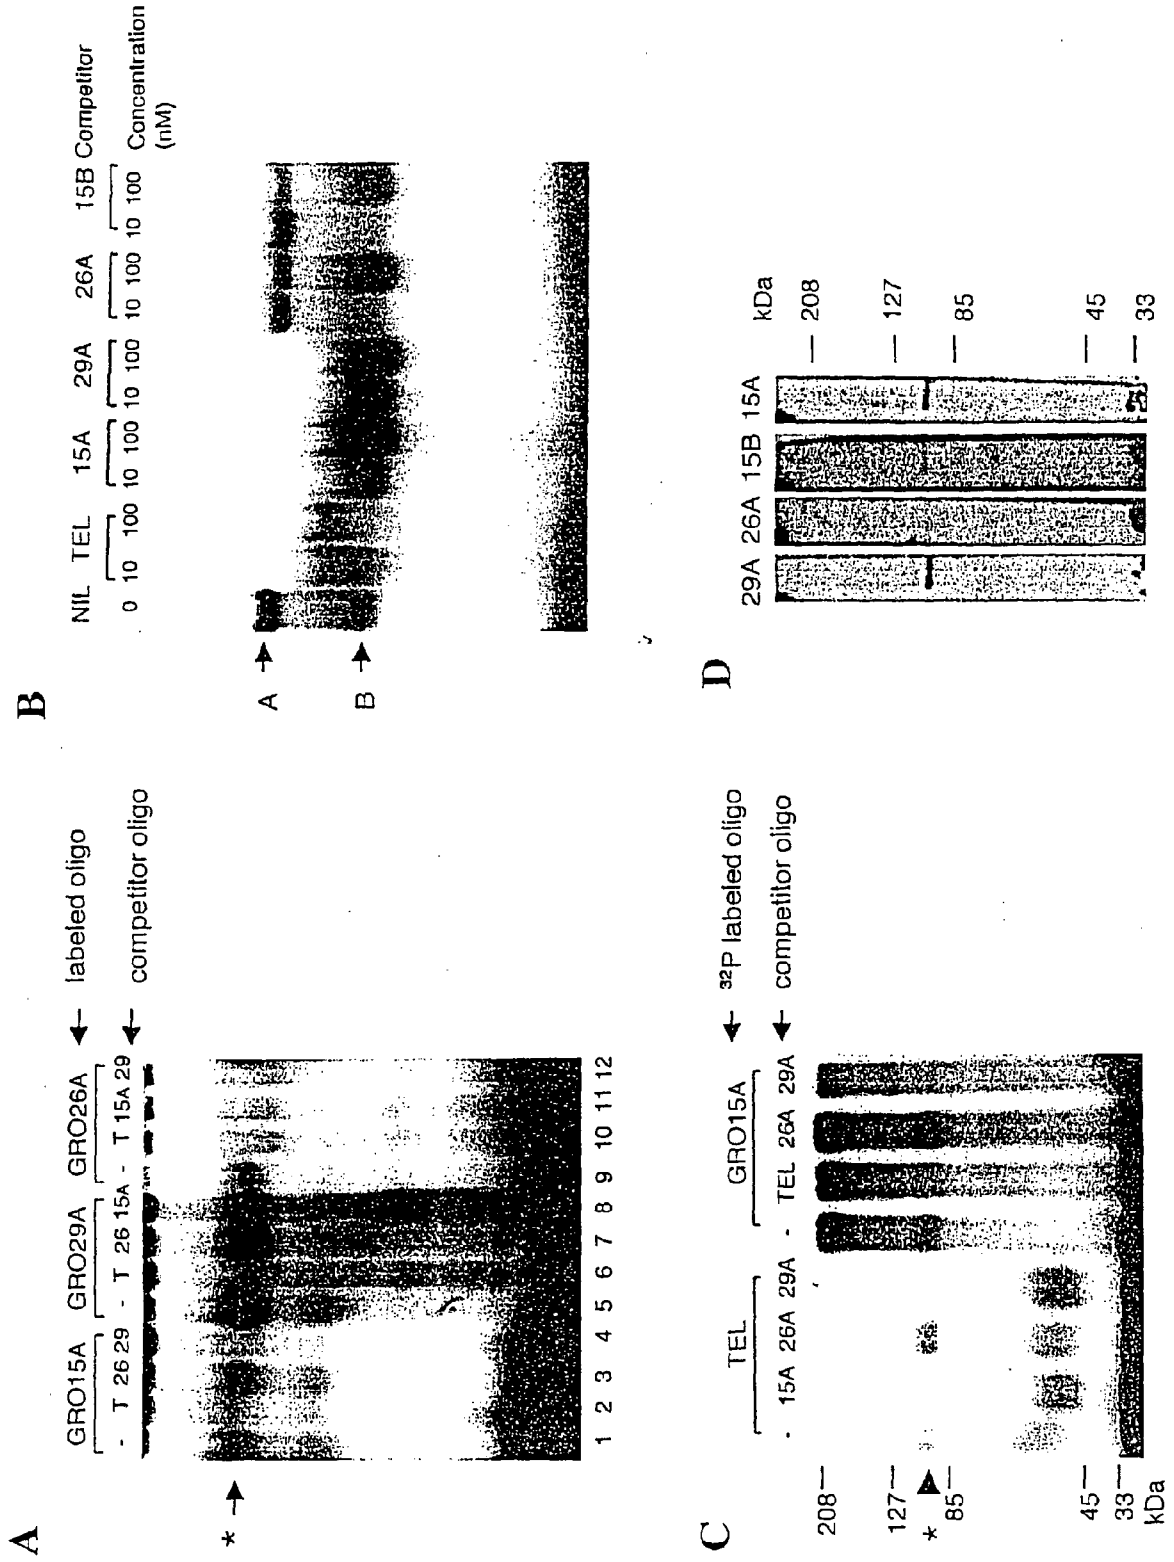 A
GRO15A GRO29A GRO26A ← labeled oligo
- T 26 29 - T 26 15A - T 15A 29 ← competitor oligo
* →
1 2 3 4 5 6 7 8 9 10 11 12
B
NIL TEL 15A 29A 26A 15B Competitor
0 10 100 10 100 10 100 10 100 10 100 Concentration
(nM)
A →
B →
C
TEL GRO15A ← ³²P labeled oligo
- 15A 26A 29A - TEL 26A 29A ← competitor oligo
208
127
*
85
45
33
kDa
D
29A 26A 15B 15A kDa
208
127
85
45
33